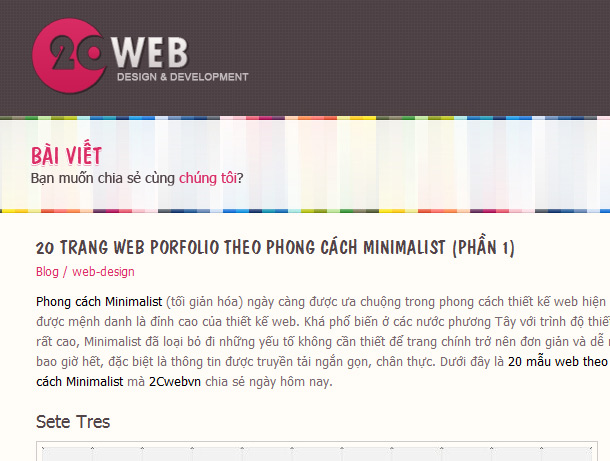 2C WEB
DESIGN & DEVELOPMENT
BÀI VIẾT
Bạn muốn chia sẻ cùng chúng tôi?
20 TRANG WEB PORFOLIO THEO PHONG CÁCH MINIMALIST (PHẦN 1)
Blog / web-design
Phong cách Minimalist (tối giản hóa) ngày càng được ưa chuộng trong phong cách thiết kế web hiện
được mệnh danh là đỉnh cao của thiết kế web. Khá phổ biến ở các nước phương Tây với trình độ
rất cao, Minimalist đã loại bỏ đi những yếu tố không cần thiết để trang chính trở nên đơn giản và dễ
bao giờ hết, đặc biệt là thông tin được truyền tải ngắn gọn, chân thực. Dưới đây là 20 mẫu web theo
cách Minimalist mà 2Cwebvn chia sẻ ngày hôm nay.
Sete Tres